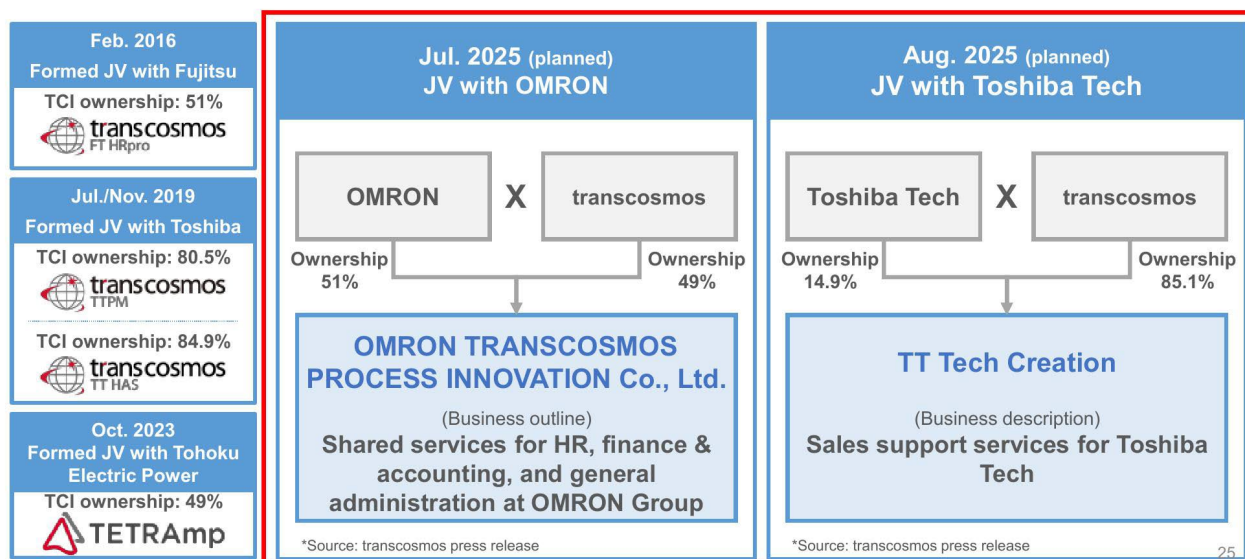 Feb. 2016
Formed JV with Fujitsu
TCI ownership: 51%
transcosmos
FT HRpro
Jul./Nov. 2019
Formed JV with Toshiba
TCI ownership: 80.5%
transcosmos
TTPM
TCI ownership: 84.9%
transcosmos
TT HAS
Oct. 2023
Formed JV with Tohoku
Electric Power
TCI ownership: 49%
TETRAmp
Jul. 2025 (planned)
JV with OMRON
OMRON X transcosmos
Ownership
51%
Ownership
49%
OMRON TRANSCOSMOS
PROCESS INNOVATION Co., Ltd.
(Business outline)
Shared services for HR, finance &
accounting, and general
administration at OMRON Group
*Source: transcosmos press release
Aug. 2025 (planned)
JV with Toshiba Tech
Toshiba Tech X transcosmos
Ownership
14.9%
Ownership
85.1%
TT Tech Creation
(Business description)
Sales support services for Toshiba
Tech
*Source: transcosmos press release
25